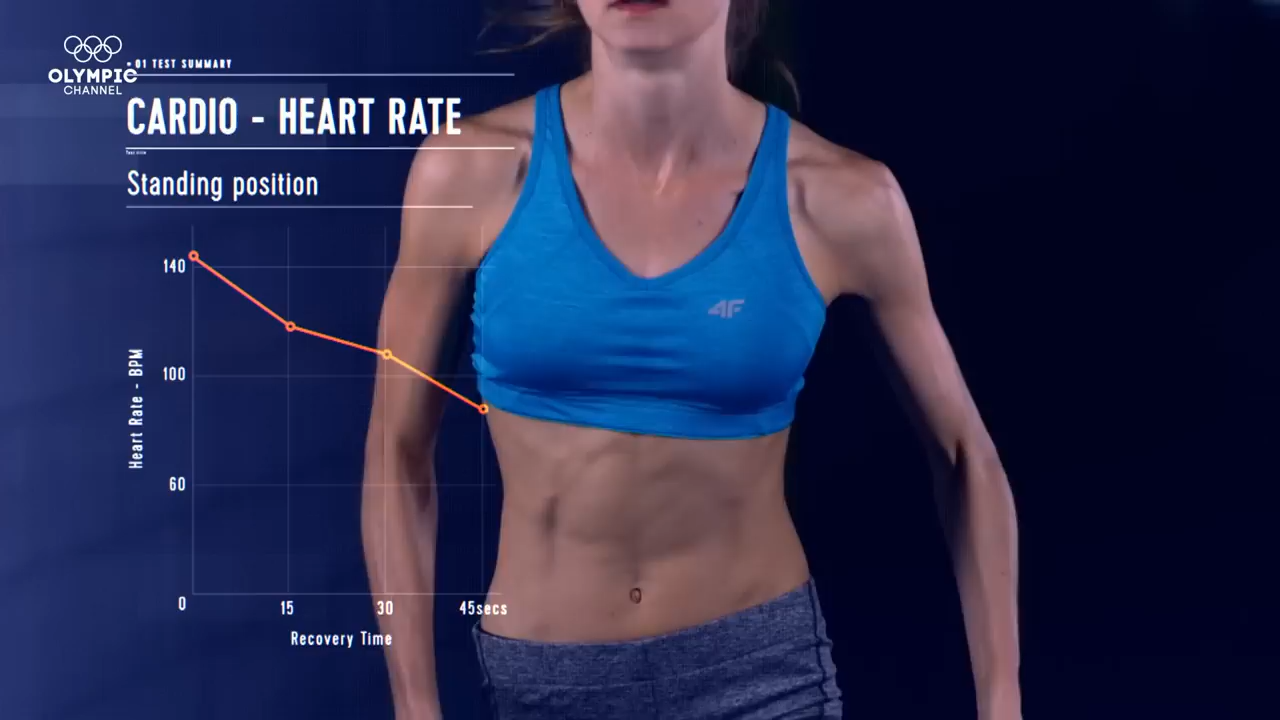 OLYMPIC
CHANNEL
01 TEST SUMMARY
CARDIO - HEART RATE
Standing position
140
100
60
0
Heart Rate - BPM
15
30
45secs
Recovery Time
4F